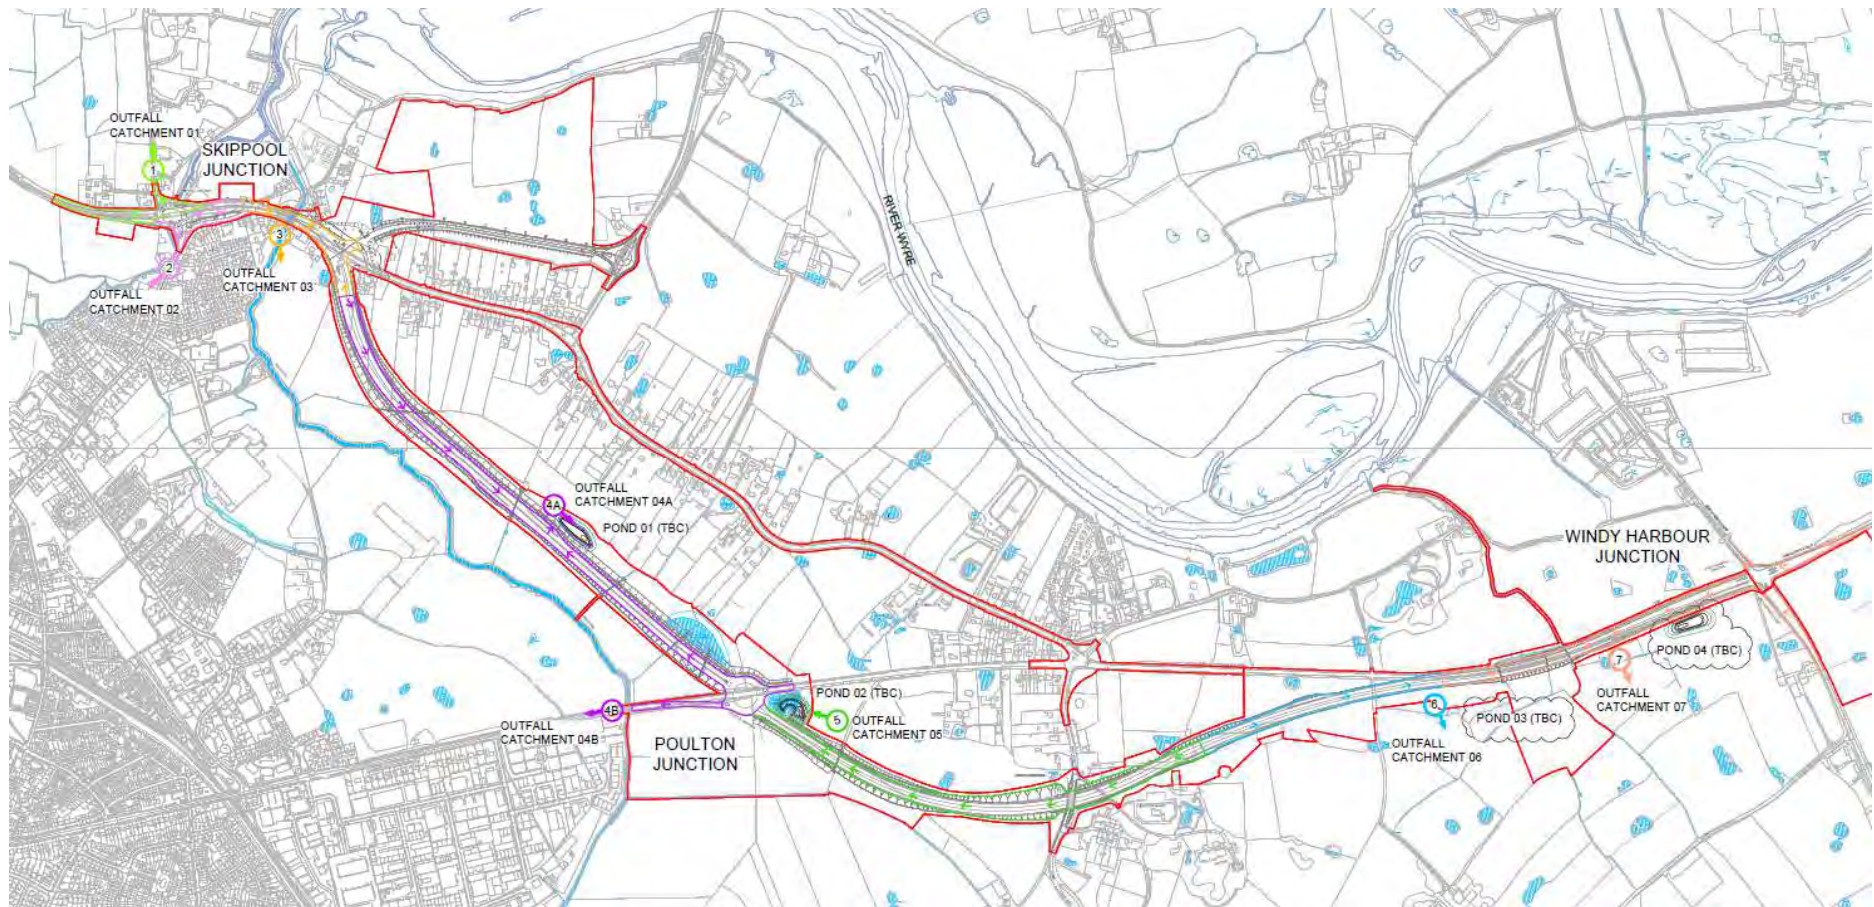 OUTFALL
CATCHMENT 01
1
SKIPPOOL
JUNCTION
2
OUTFALL
CATCHMENT 02
3
OUTFALL
CATCHMENT 03
RIVER WYRE
4A
OUTFALL
CATCHMENT 04A
POND 01 (TBC)
WINDY HARBOUR
JUNCTION
POND 04 (TBC)
7
OUTFALL
CATCHMENT 07
POND 02 (TBC)
4B
OUTFALL
CATCHMENT 04B
5
OUTFALL
CATCHMENT 05
POULTON
JUNCTION
6
OUTFALL
CATCHMENT 06
POND 03 (TBC)